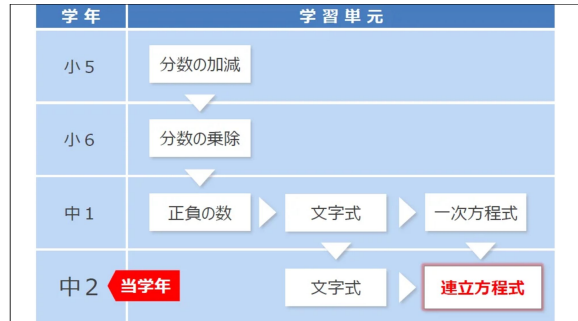 学年 学習単元
小5 分数の加減
小6 分数の乗除
中1 正負の数 文字式 一次方程式
中2 当学年 文字式 連立方程式